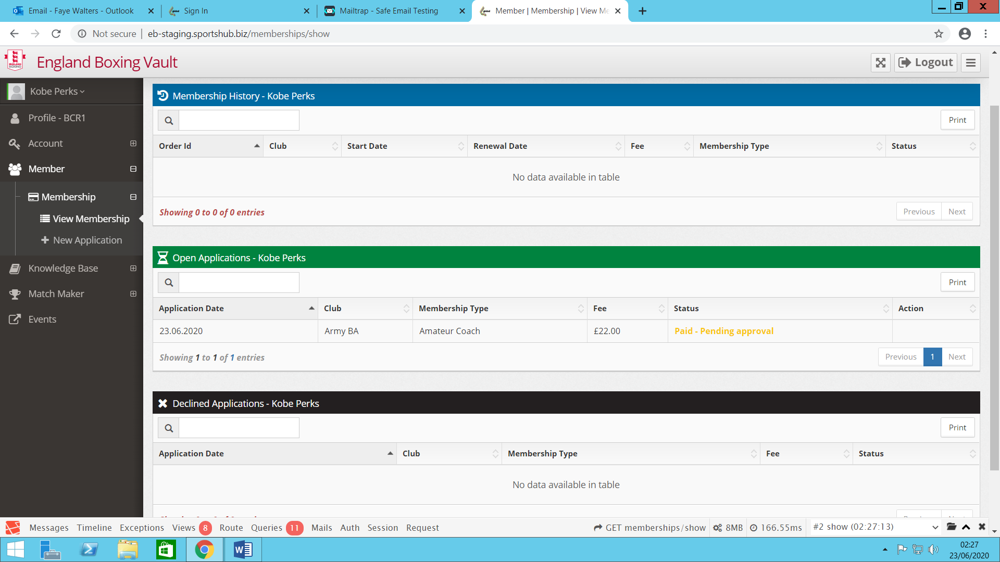 Email - Faye Walters - Outlook
Sign In
Mailtrap - Safe Email Testing
Member | Membership | View Me
Not secure | eb-staging.sportshub.biz/memberships/show
ENGLAND BOXING
England Boxing Vault
Logout
Kobe Perks
Profile - BCR1
Account
Member
Membership
View Membership
New Application
Knowledge Base
Match Maker
Events
Membership History - Kobe Perks
Print
Order Id Club Start Date Renewal Date Fee Membership Type Status
No data available in table
Showing 0 to 0 of 0 entries
Previous Next
Open Applications - Kobe Perks
Print
Application Date Club Membership Type Fee Status Action
23.06.2020 Army BA Amateur Coach £22.00 Paid - Pending approval
Showing 1 to 1 of 1 entries
Previous 1 Next
Declined Applications - Kobe Perks
Print
Application Date Club Membership Type Fee Status
No data available in table
Messages Timeline Exceptions Views 8 Route Queries 11 Mails Auth Session Request
GET memberships/show 8MB 166.55ms #2 show (02:27:13)
02:27
23/06/2020